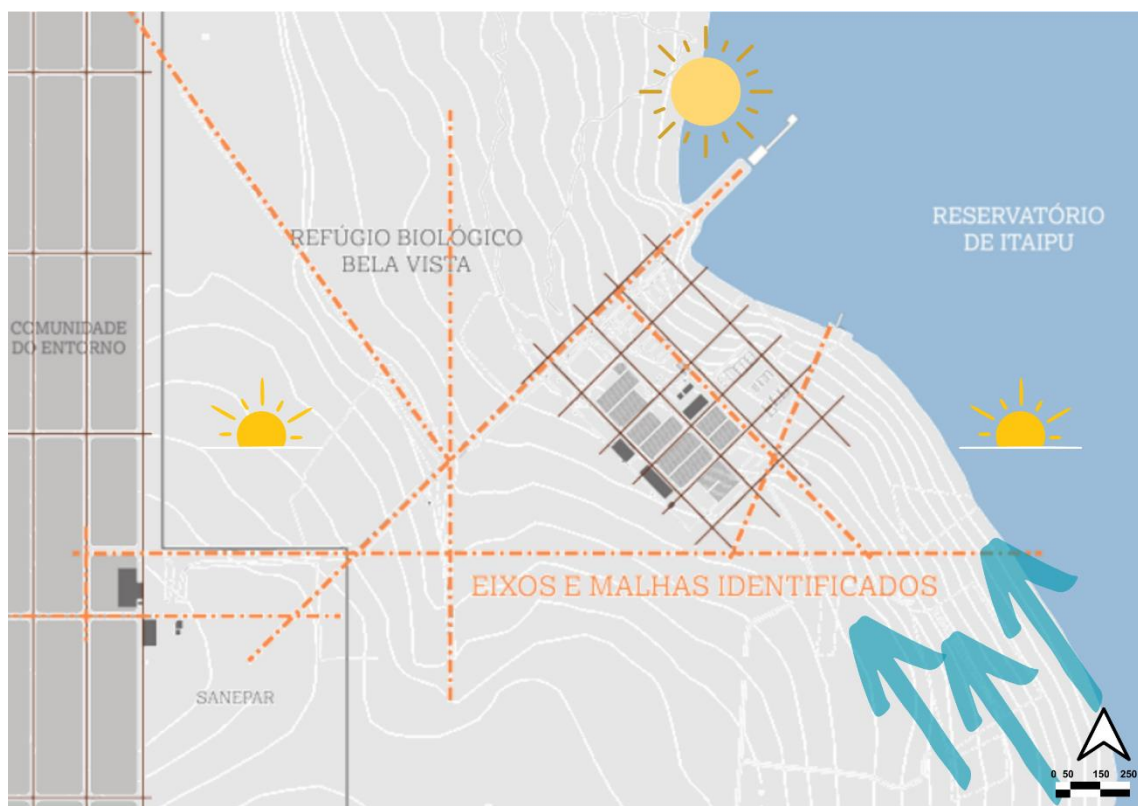 RESERVATÓRIO
DE ITAIPU
REFÚGIO BIOLÓGICO
BELA VISTA
COMUNIDADE
DO ENTORNO
EIXOS E MALHAS IDENTIFICADOS
SANEPAR
0 50 150 250